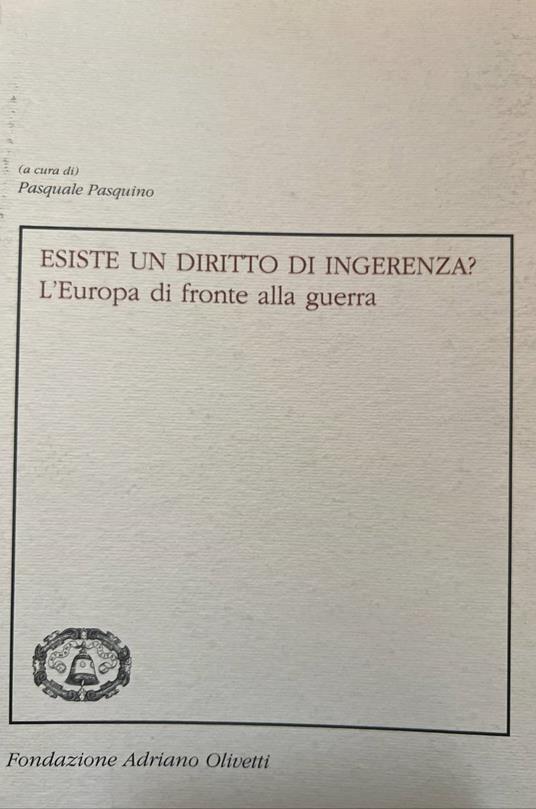 (a cura di)
Pasquale Pasquino
ESISTE UN DIRITTO DI INGERENZA?
L'Europa di fronte alla guerra
Fondazione Adriano Olivetti